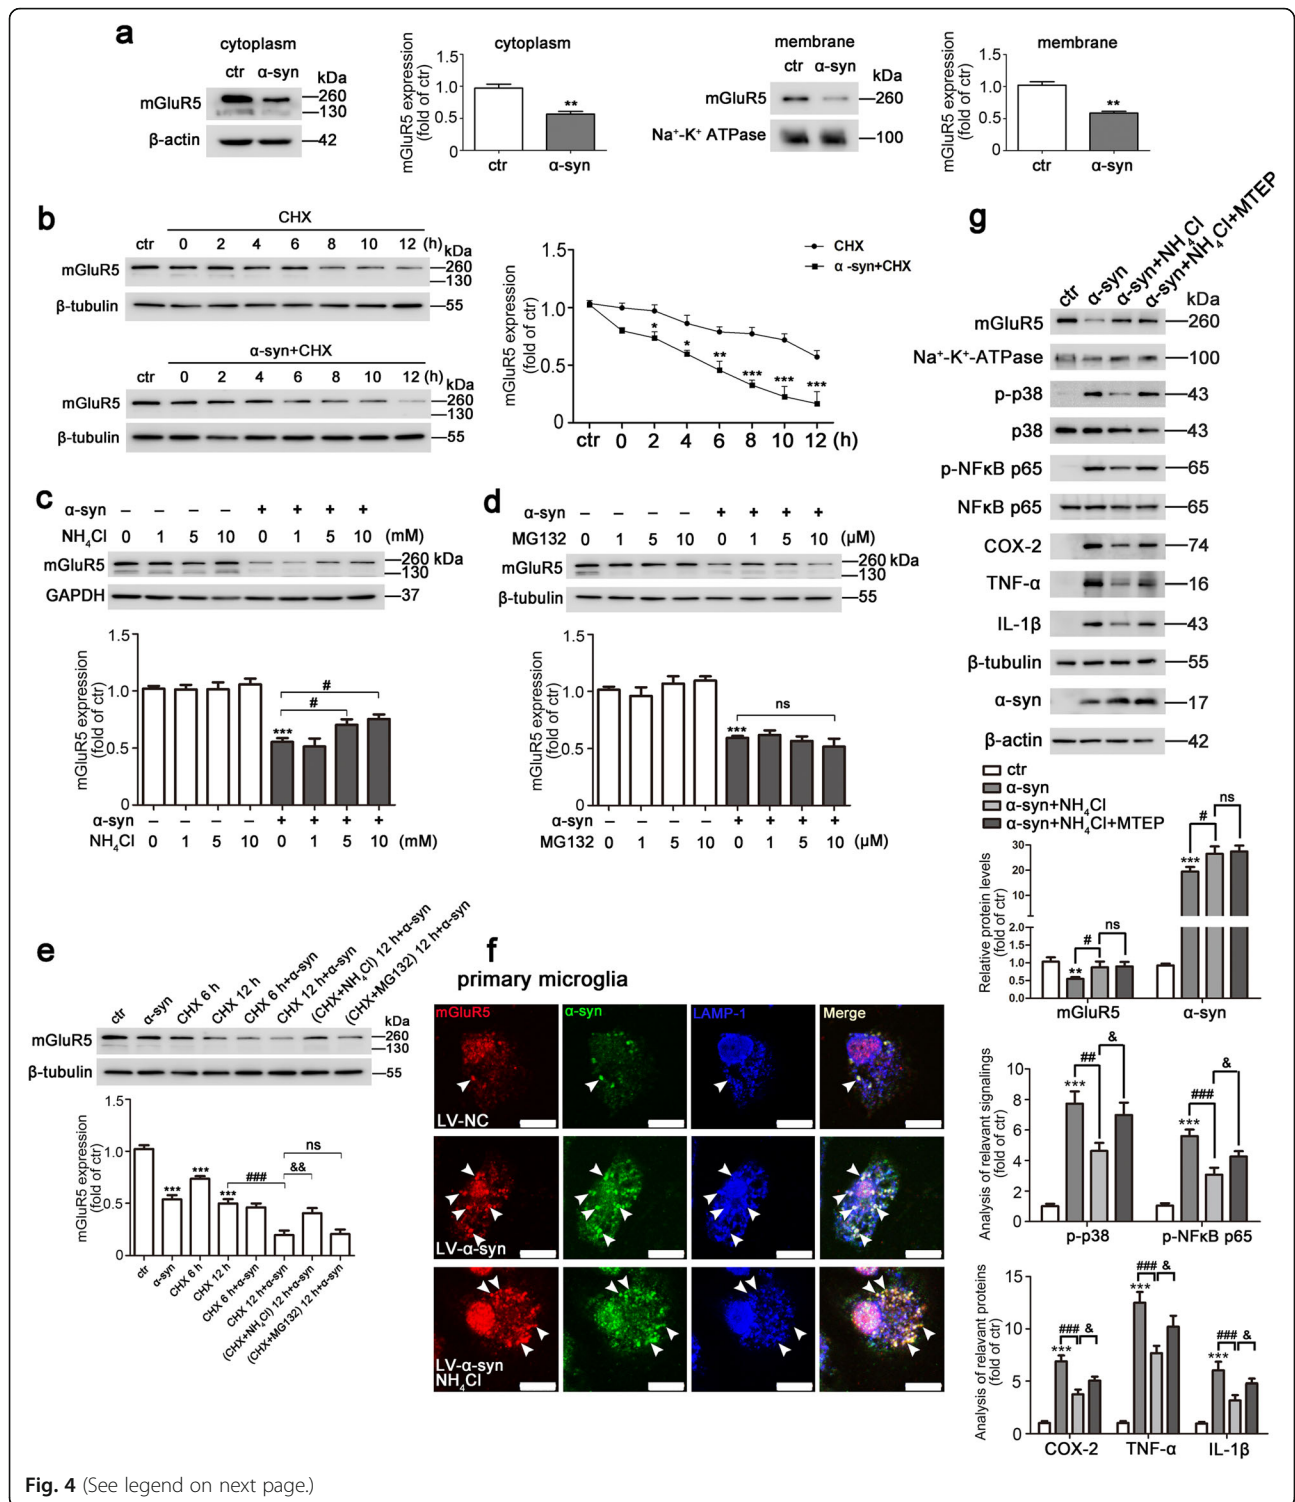 a
cytoplasm
ctr α-syn kDa
mGluR5 260
130
β-actin 42
cytoplasm
mGluR5 expression
(fold of ctr)
1.5
1.0
0.5
0
**
ctr α-syn
membrane
ctr α-syn kDa
mGluR5 260
Na⁺-K⁺ ATPase 100
membrane
mGluR5 expression
(fold of ctr)
1.5
1.0
0.5
0
**
ctr α-syn
b
CHX
ctr 0 2 4 6 8 10 12 (h) kDa
mGluR5 260
130
β-tubulin 55
α-syn+CHX
ctr 0 2 4 6 8 10 12 (h) kDa
mGluR5 260
130
β-tubulin 55
CHX
α -syn+CHX
mGluR5 expression
(fold of ctr)
1.5
1.0
0.5
0
* * ** *** *** ***
ctr 0 2 4 6 8 10 12 (h)
c
α-syn – – – – + + + +
NH₄Cl 0 1 5 10 0 1 5 10 (mM)
mGluR5 260 kDa
130
GAPDH 37
mGluR5 expression
(fold of ctr)
1.5
1.0
0.5
0
#
#
***
α-syn – – – – + + + +
NH₄Cl 0 1 5 10 0 1 5 10 (mM)
d
α-syn – – – – + + + +
MG132 0 1 5 10 0 1 5 10 (μM)
mGluR5 260 kDa
130
β-tubulin 55
mGluR5 expression
(fold of ctr)
1.5
1.0
0.5
0
ns
***
α-syn – – – – + + + +
MG132 0 1 5 10 0 1 5 10 (μM)
e
ctr
α-syn
CHX 6 h
CHX 12 h
CHX 6 h+α-syn
CHX 12 h+α-syn
(CHX+NH₄Cl) 12 h+α-syn
(CHX+MG132) 12 h+α-syn
kDa
mGluR5 260
130
β-tubulin 55
mGluR5 expression
(fold of ctr)
1.5
1.0
0.5
0
*** *** *** ### && ns
ctr
α-syn
CHX 6 h
CHX 12 h
CHX 6 h+α-syn
CHX 12 h+α-syn
(CHX+NH₄Cl) 12 h+α-syn
(CHX+MG132) 12 h+α-syn
f
primary microglia
mGluR5 α-syn LAMP-1 Merge
LV-NC
LV-α-syn
LV-α-syn
NH₄Cl
g
ctr
α-syn
α-syn+NH₄Cl
α-syn+NH₄Cl+MTEP
kDa
mGluR5 260
Na⁺-K⁺-ATPase 100
p-p38 43
p38 43
p-NFκB p65 65
NFκB p65 65
COX-2 74
TNF-α 16
IL-1β 43
β-tubulin 55
α-syn 17
β-actin 42
ctr
α-syn
α-syn+NH₄Cl
α-syn+NH₄Cl+MTEP
Relative protein levels
(fold of ctr)
30
20
10
2.0
1.5
1.0
0.5
0.0
** # ns
*** # ns
mGluR5 α-syn
Analysis of relavant signalings
(fold of ctr)
10
8
6
4
2
0
*** ## &
*** ### &
p-p38 p-NFκB p65
Analysis of relavant proteins
(fold of ctr)
15
10
5
0
*** ### &
*** ### &
*** ### &
COX-2 TNF-α IL-1β
Fig. 4 (See legend on next page.)